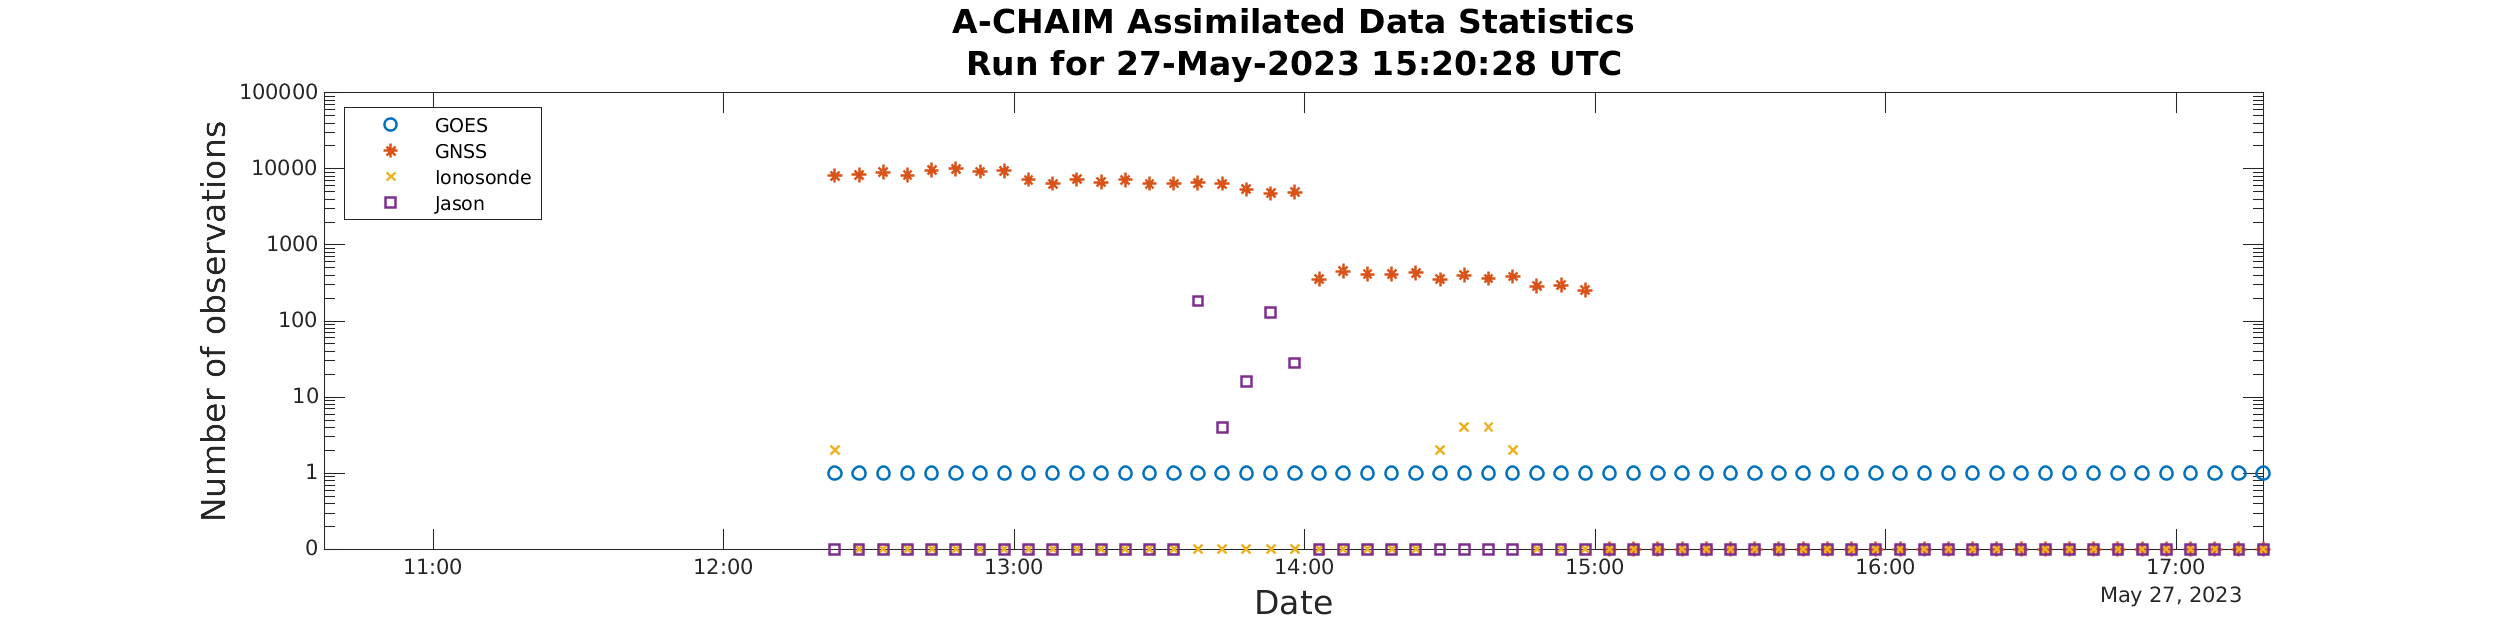 A-CHAIM Assimilated Data Statistics
Run for 27-May-2023 15:20:28 UTC
100000
10000
1000
100
10
1
0
Number of observations
GOES
GNSS
Ionosonde
Jason
11:00 12:00 13:00 14:00 15:00 16:00 17:00
May 27, 2023
Date